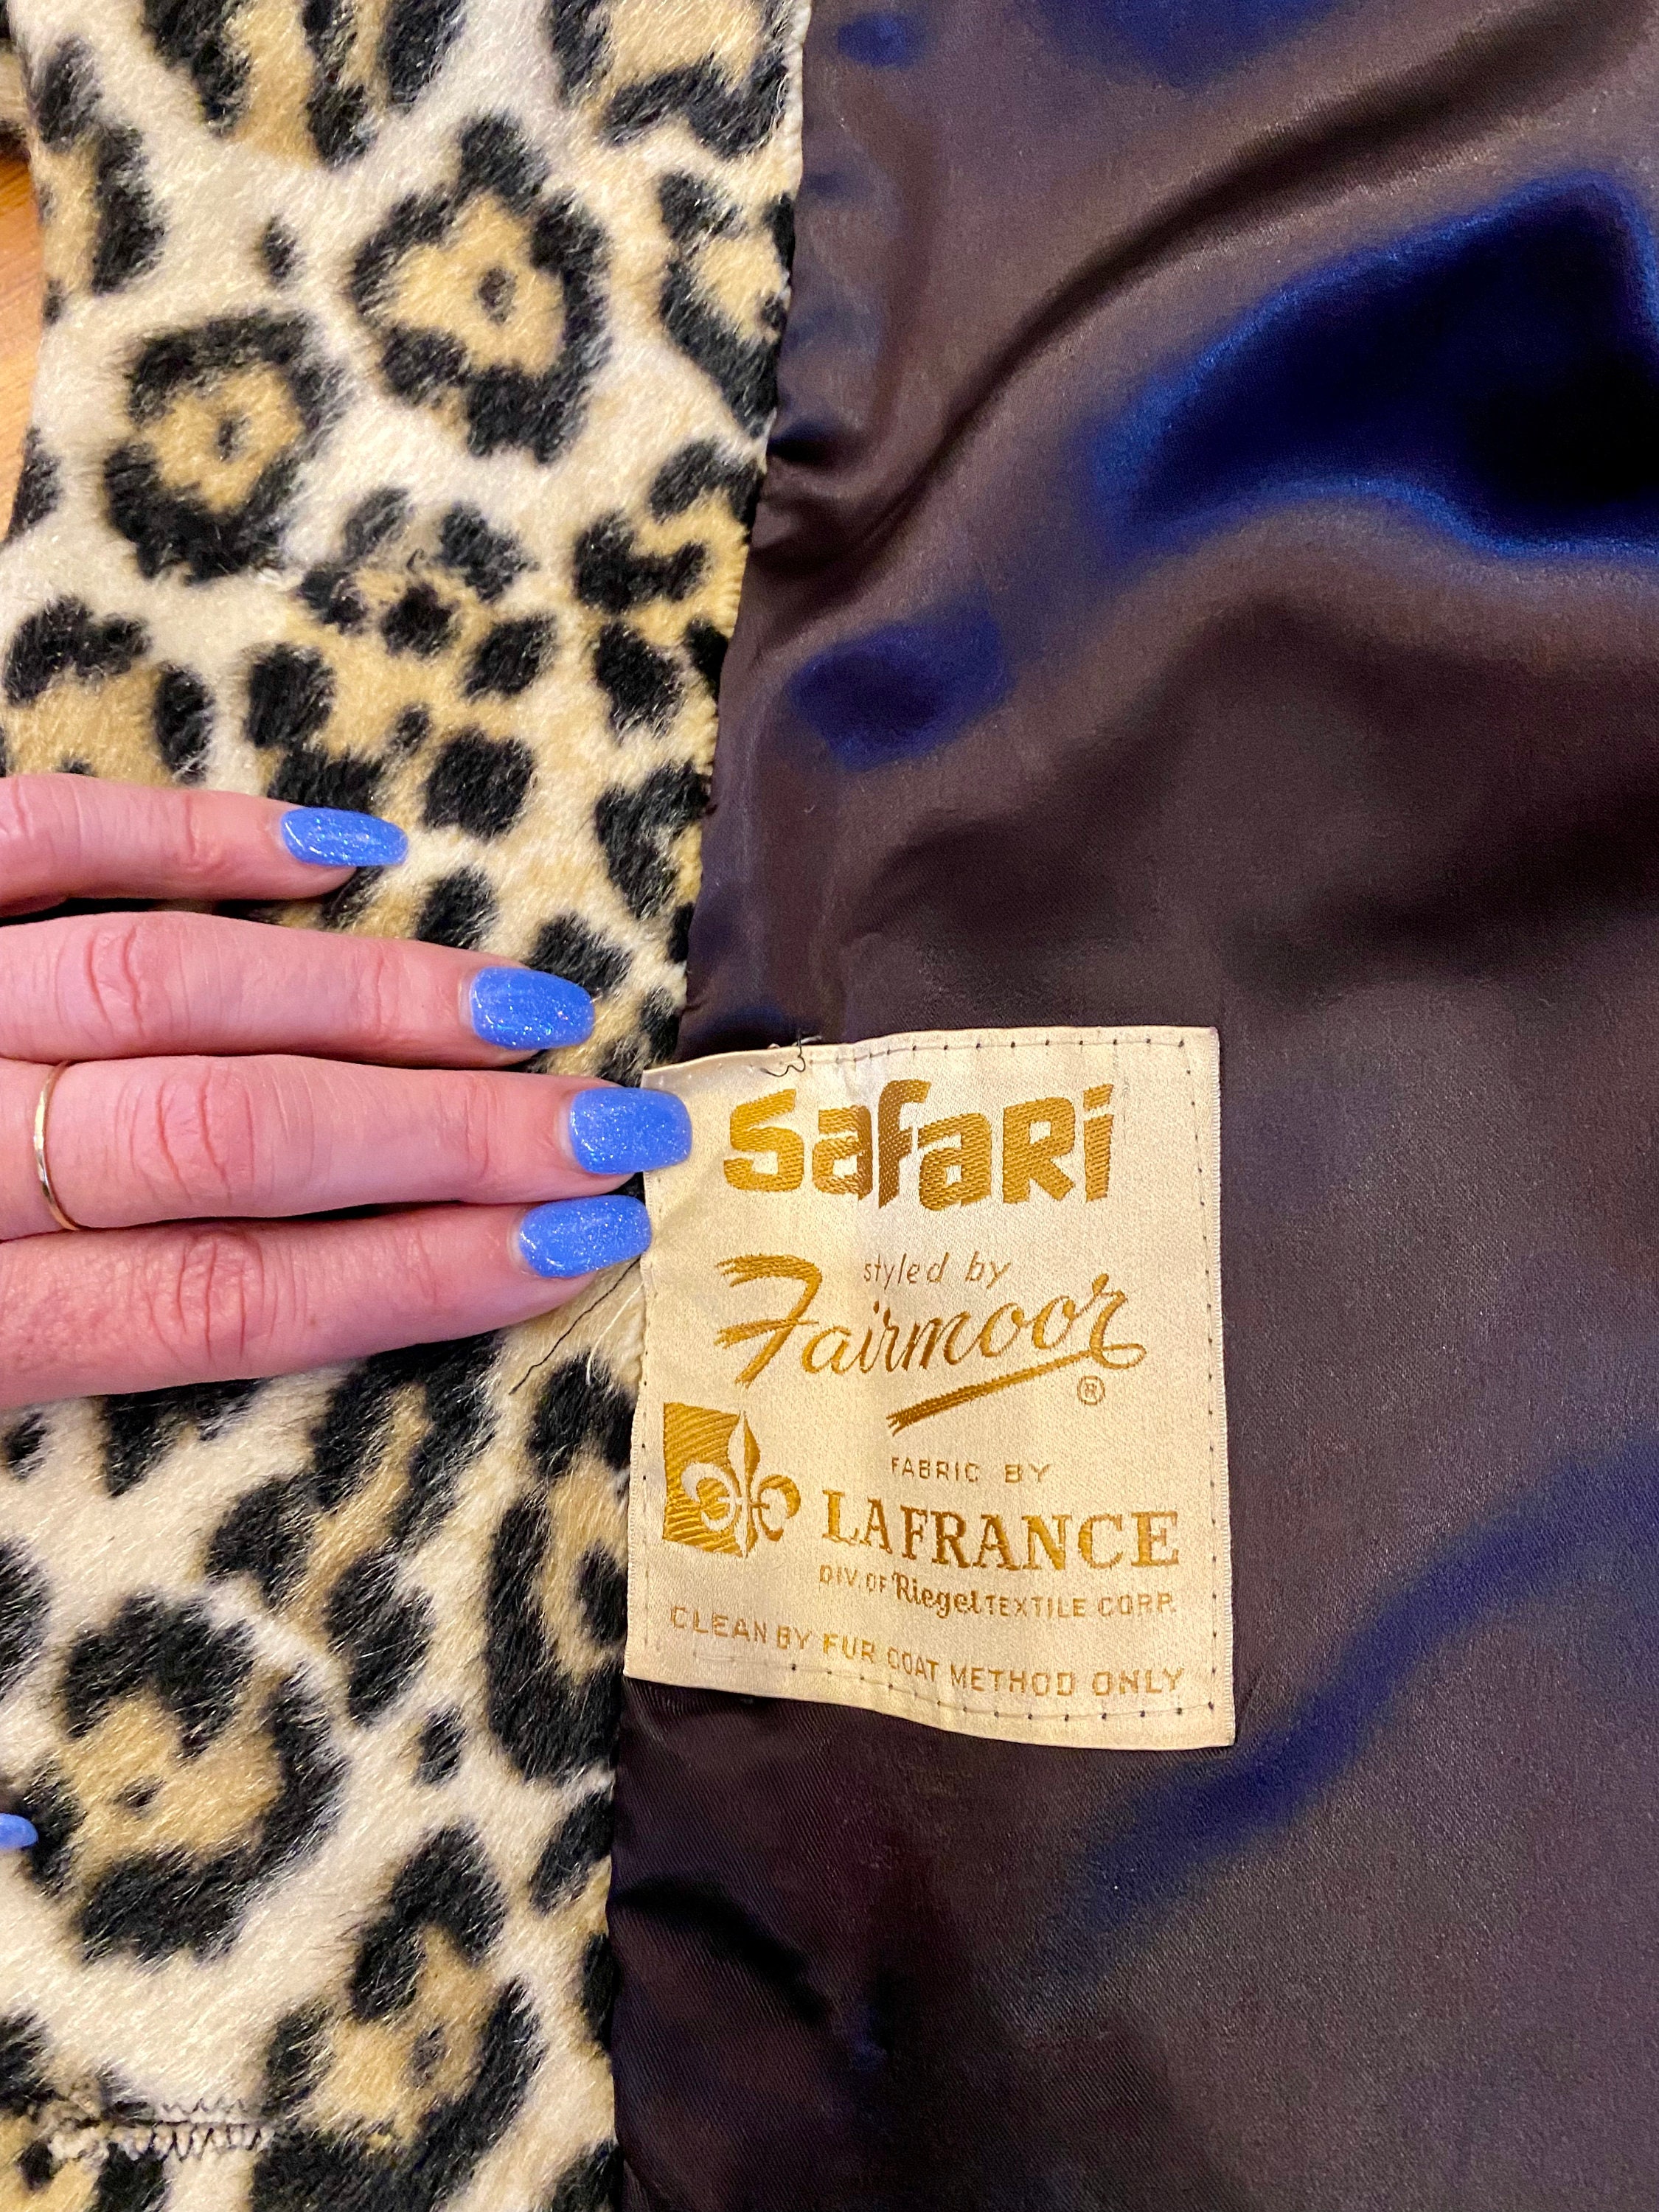 Safari
styled by
Fairmoor
®
FABRIC BY
LAFRANCE
DIV. OF Riegel TEXTILE CORP.
CLEAN BY FUR COAT METHOD ONLY